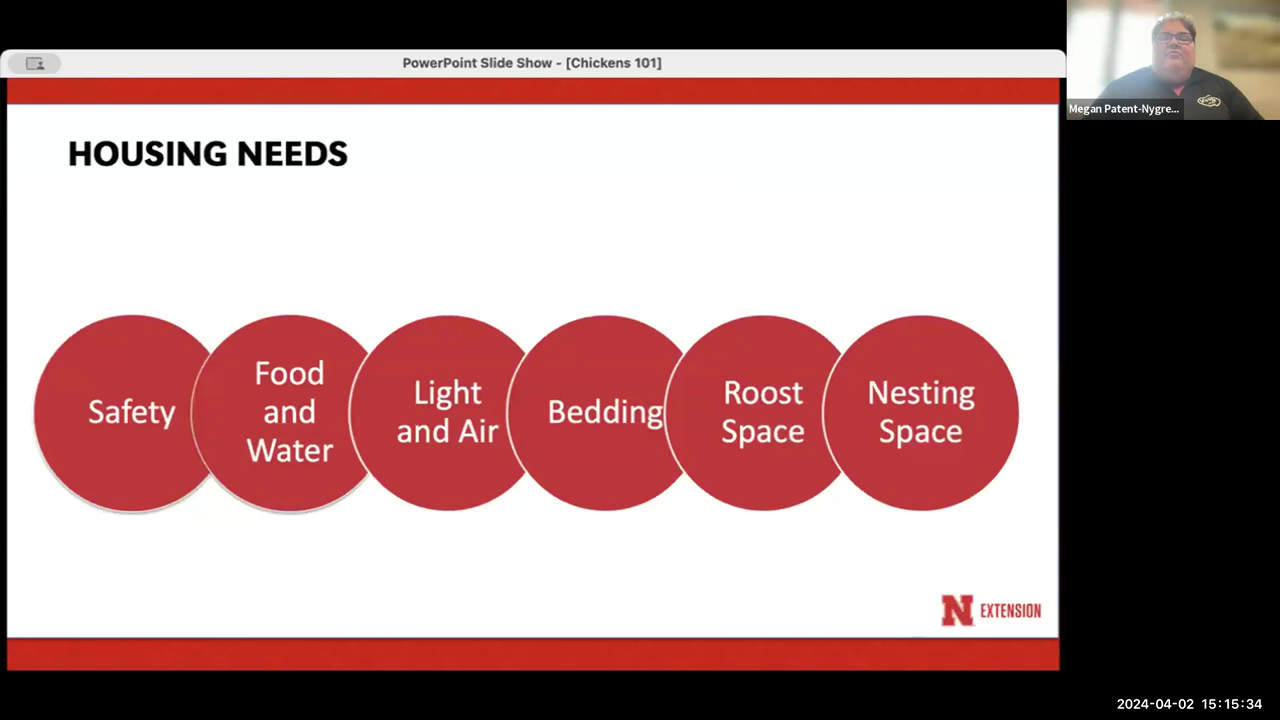 PowerPoint Slide Show - [Chickens 101]
Megan Patent-Nygre...
HOUSING NEEDS
Safety
Food
and
Water
Light
and Air
Bedding
Roost
Space
Nesting
Space
N EXTENSION
2024-04-02 15:15:34